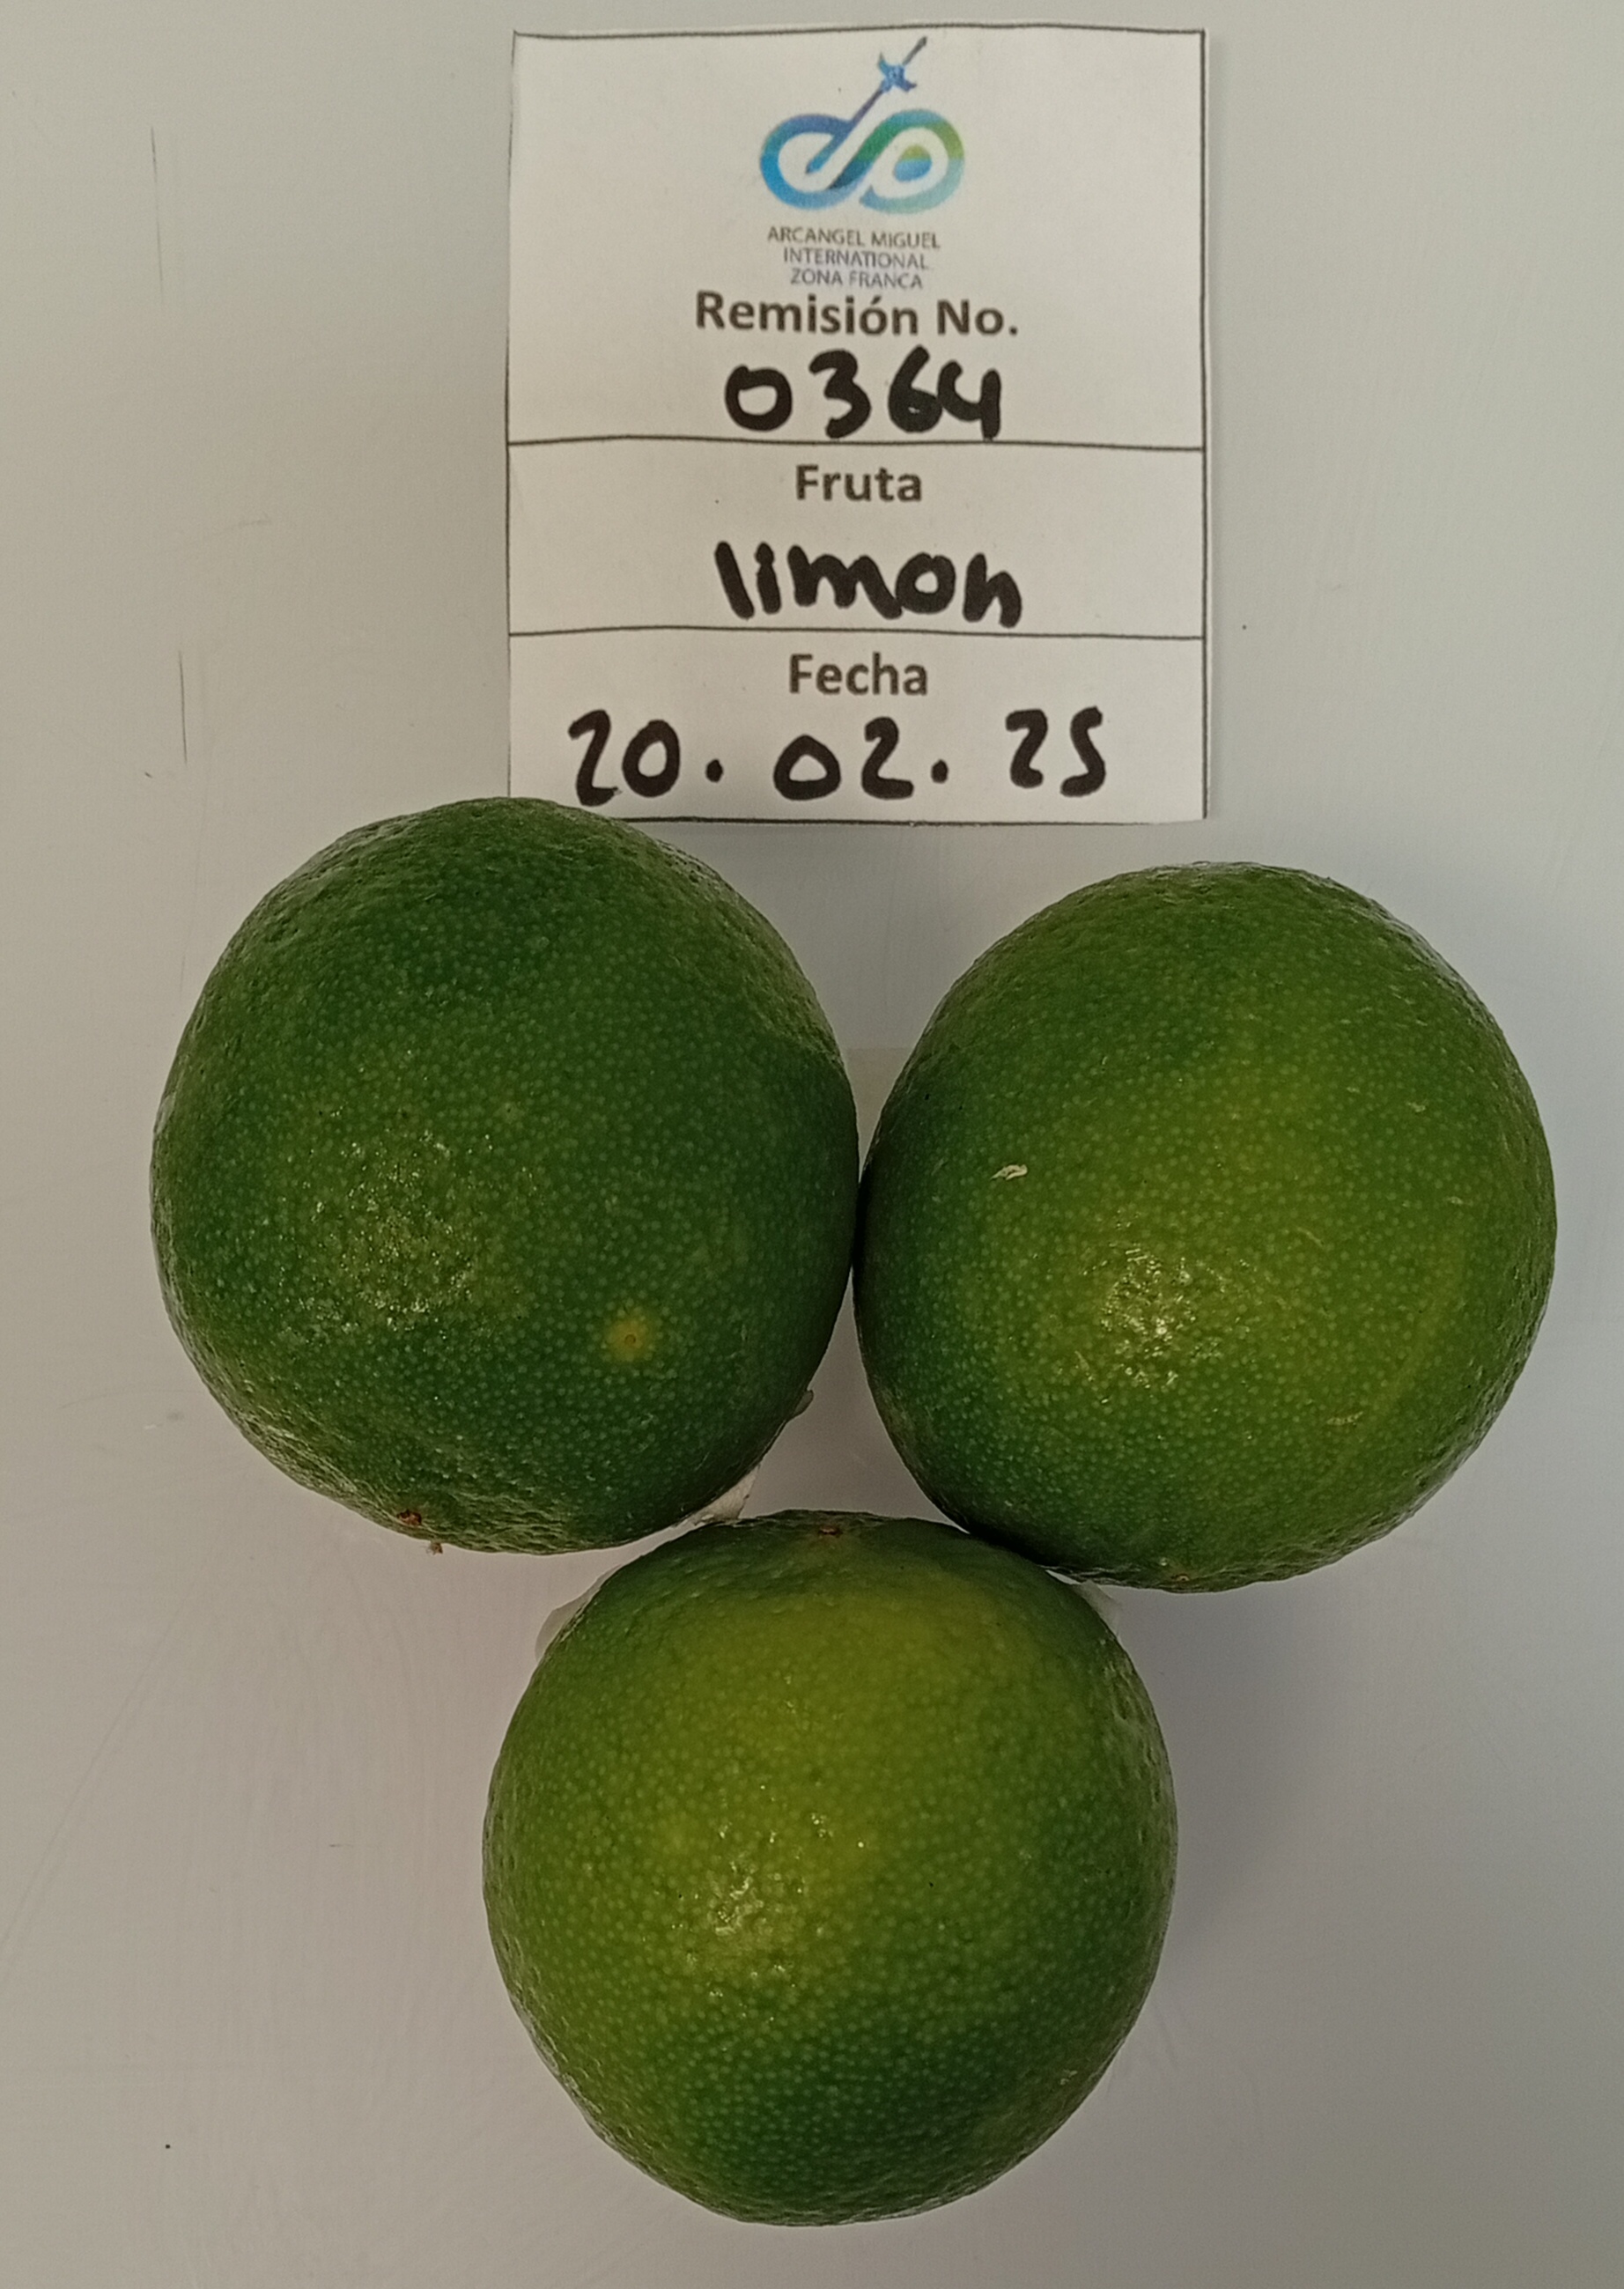 ARCANGEL MIGUEL
INTERNATIONAL
ZONA FRANCA
Remisión No.
0364
Fruta
limon
Fecha
20.02.25